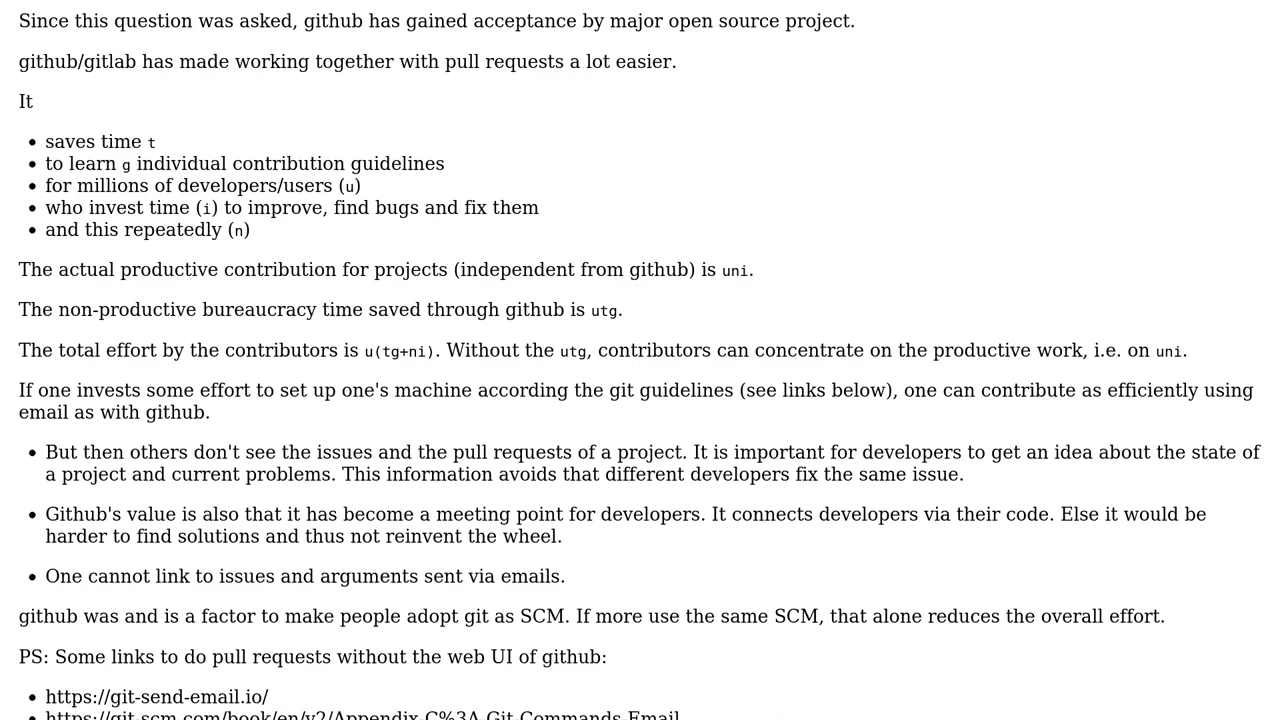 Since this question was asked, github has gained acceptance by major open source project.
github/gitlab has made working together with pull requests a lot easier.
It
• saves time t
• to learn g individual contribution guidelines
• for millions of developers/users (u)
• who invest time (i) to improve, find bugs and fix them
• and this repeatedly (n)
The actual productive contribution for projects (independent from github) is uni.
The non-productive bureaucracy time saved through github is utg.
The total effort by the contributors is u(tg+ni). Without the utg, contributors can concentrate on the productive work, i.e. on uni.
If one invests some effort to set up one's machine according the git guidelines (see links below), one can contribute as efficiently using
email as with github.
• But then others don't see the issues and the pull requests of a project. It is important for developers to get an idea about the state of
a project and current problems. This information avoids that different developers fix the same issue.
• Github's value is also that it has become a meeting point for developers. It connects developers via their code. Else it would be
harder to find solutions and thus not reinvent the wheel.
• One cannot link to issues and arguments sent via emails.
github was and is a factor to make people adopt git as SCM. If more use the same SCM, that alone reduces the overall effort.
PS: Some links to do pull requests without the web UI of github:
• https://git-send-email.io/
• https://git-scm.com/book/en/v2/Appendix-C%3A-Git-Commands-Email